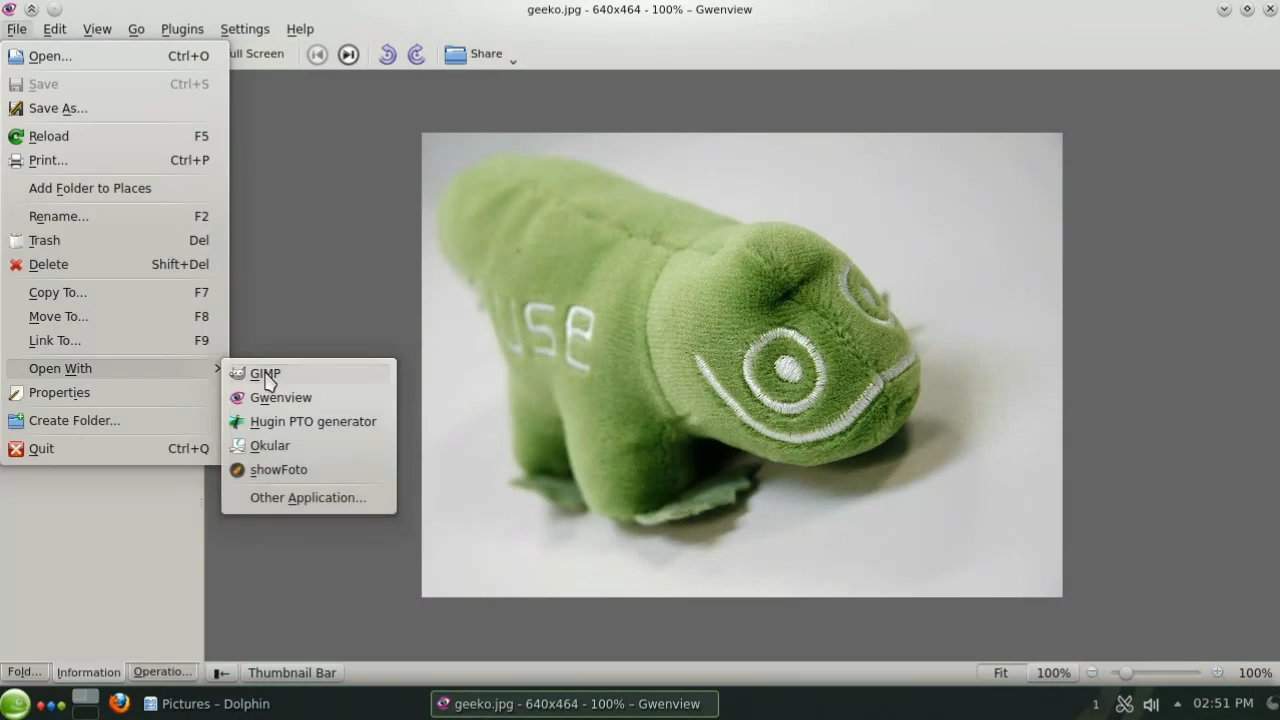 geeko.jpg - 640x464 - 100% – Gwenview
File Edit View Go Plugins Settings Help
Open... Ctrl+O
ull Screen
Share
Save Ctrl+S
Save As...
Reload F5
Print... Ctrl+P
Add Folder to Places
Rename... F2
Trash Del
Delete Shift+Del
Copy To... F7
Move To... F8
Link To... F9
Open With
Properties
Create Folder...
Quit Ctrl+Q
GIMP
Gwenview
Hugin PTO generator
Okular
showFoto
Other Application...
USE
Fold... Information Operatio... Thumbnail Bar Fit 100% 100%
Pictures – Dolphin geeko.jpg - 640x464 - 100% – Gwenview 1 02:51 PM